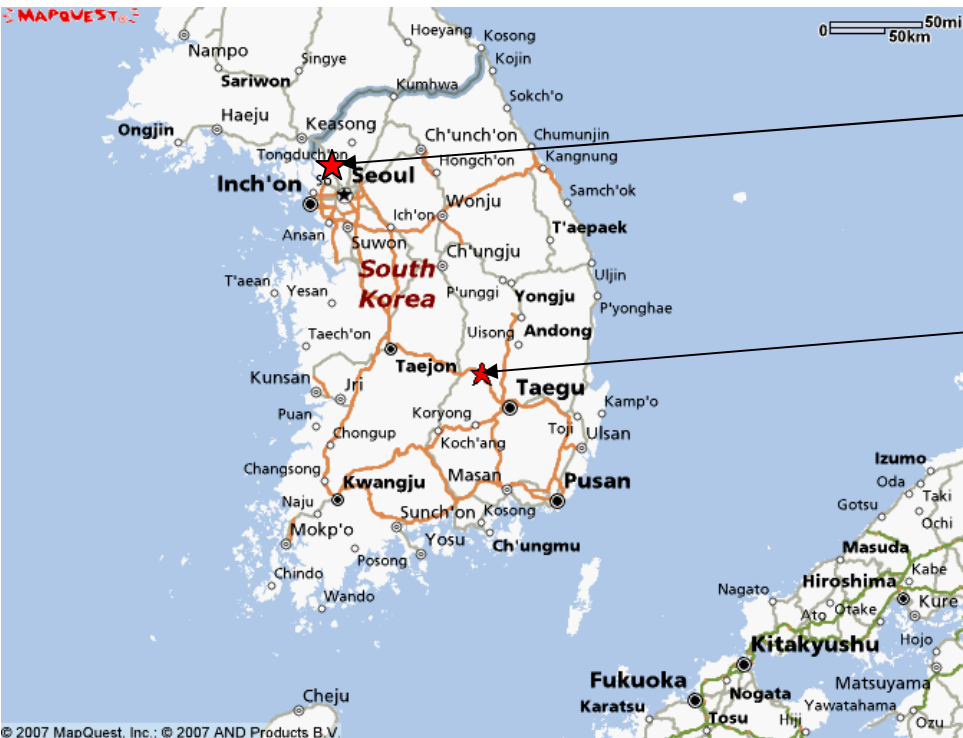 MAPQUEST
Hoeyang
Kosong
50mi
0
50km
Nampo
Singye
Kojin
Sariwon
Kumhwa
Sokch'o
Haeju
Keasong
Ongjin
Ch'unch'on
Chumunjin
Tongduch'on
Hongch'on
Kangnung
Seoul
Inch'on
Samch'ok
Wonju
Ich'on
T'aepaek
Ansan
Suwon
Ch'ungju
South
Korea
Uljin
T'aean
Yesan
P'unggi
Yongju
P'yonghae
Taech'on
Uisong
Andong
Taejon
Kunsan
Jri
Taegu
Kamp'o
Puan
Koryong
Toji
Ulsan
Chongup
Koch'ang
Changsong
Masan
Izumo
Kwangju
Pusan
Oda
Taki
Naju
Sunch'on
Kosong
Gotsu
Ochi
Mokp'o
Yosu
Ch'ungmu
Masuda
Posong
Chindo
Hiroshima
Kabe
Wando
Nagato
Ato
Otake
Kure
Kitakyushu
Hojo
Fukuoka
Matsuyama
Cheju
Nogata
Karatsu
Yawatahama
Tosu
Hiji
Ozu
© 2007 MapQuest, Inc.; © 2007 AND Products B.V.